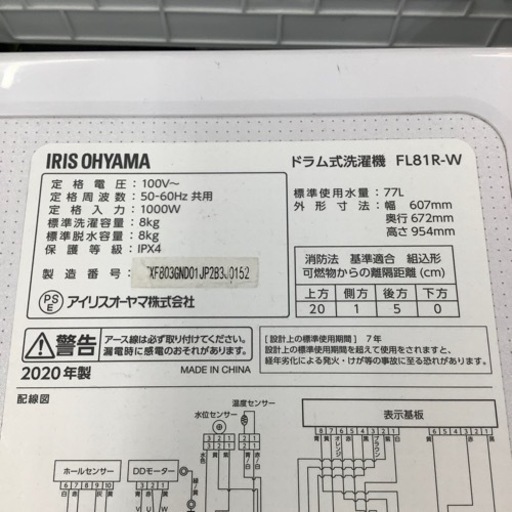 IRIS OHYAMA
定格電圧：100V～
定格周波数：50-60Hz 共用
定格入力：1000W
標準洗濯容量：8kg
標準脱水容量：8kg
保護等級：IPX4
製造番号：
PSE アイリスオーヤマ株式会社
ドラム式洗濯機 FL81R-W
標準使用水量：77L
外形寸法：幅 607mm
奥行 672mm
高さ 954mm
消防法 基準適合 組込形
可燃物からの離隔距離(cm)
上方 側方 後方 下方
20 1 5 0
警告
アース線は必ず取り付けてください。
漏電時に感電のおそれがあります。
2020年製
MADE IN CHINA
[設計上の標準使用期間] 7年
設計上の標準使用期間を超えて使用をされますと、
経年劣化による発火・けが等の事故に至る恐れがあります。
配線図
水位センサー
温度センサー
表示基板
ホールセンサー
DDモーター